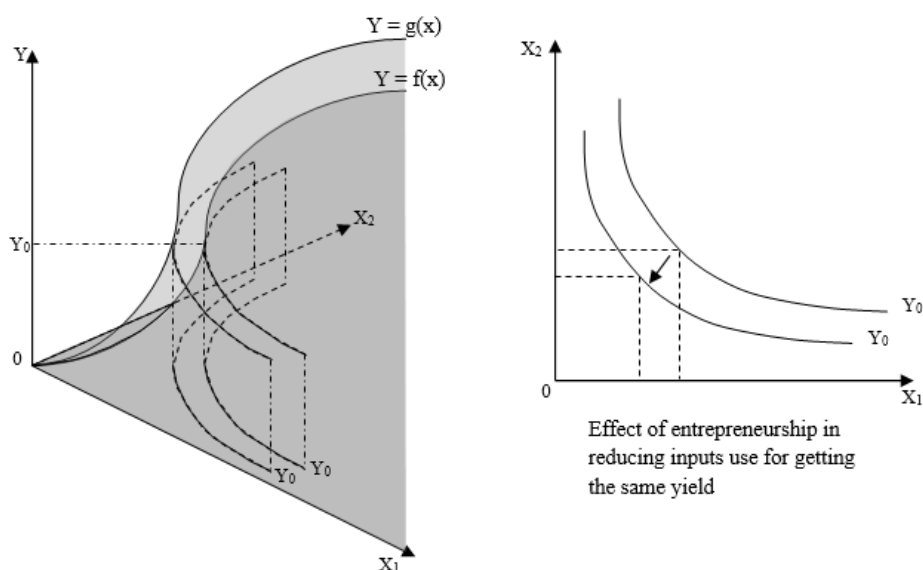 Y = g(x)
Y
Y = f(x)
X₂
Y₀
0
Y₀
Y₀
X₁
X₂
Y₀
Y₀
0
X₁
Effect of entrepreneurship in
reducing inputs use for getting
the same yield